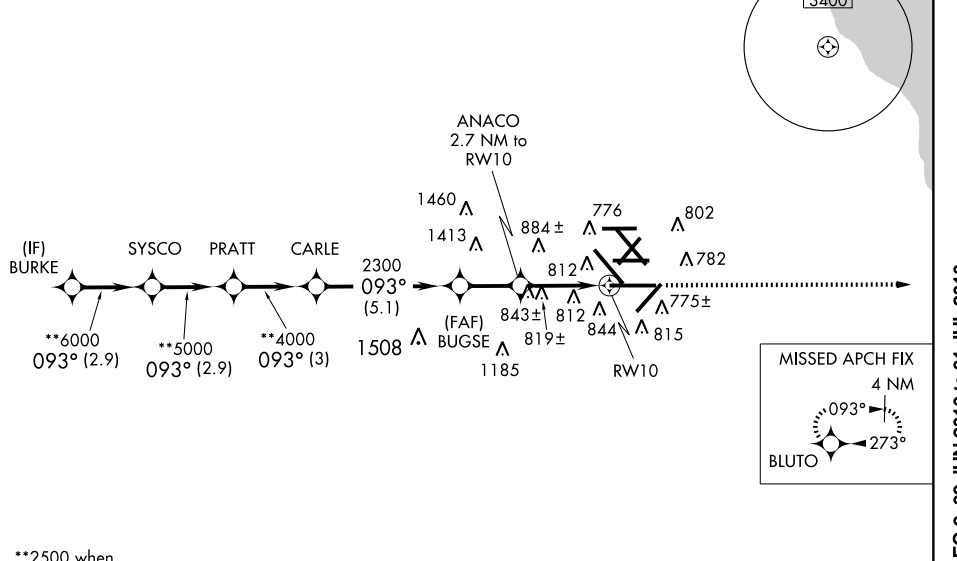 3400
ANACO
2.7 NM to
RW10
1460
776
802
1413
884±
(IF)
BURKE
SYSCO
PRATT
CARLE
2300
093°
(5.1)
812
782
**6000
093° (2.9)
**5000
093° (2.9)
**4000
093° (3)
1508
(FAF)
BUGSE
843±
819±
812
844
815
775±
1185
RW10
MISSED APCH FIX
4 NM
093°
273°
BLUTO
**2500 when